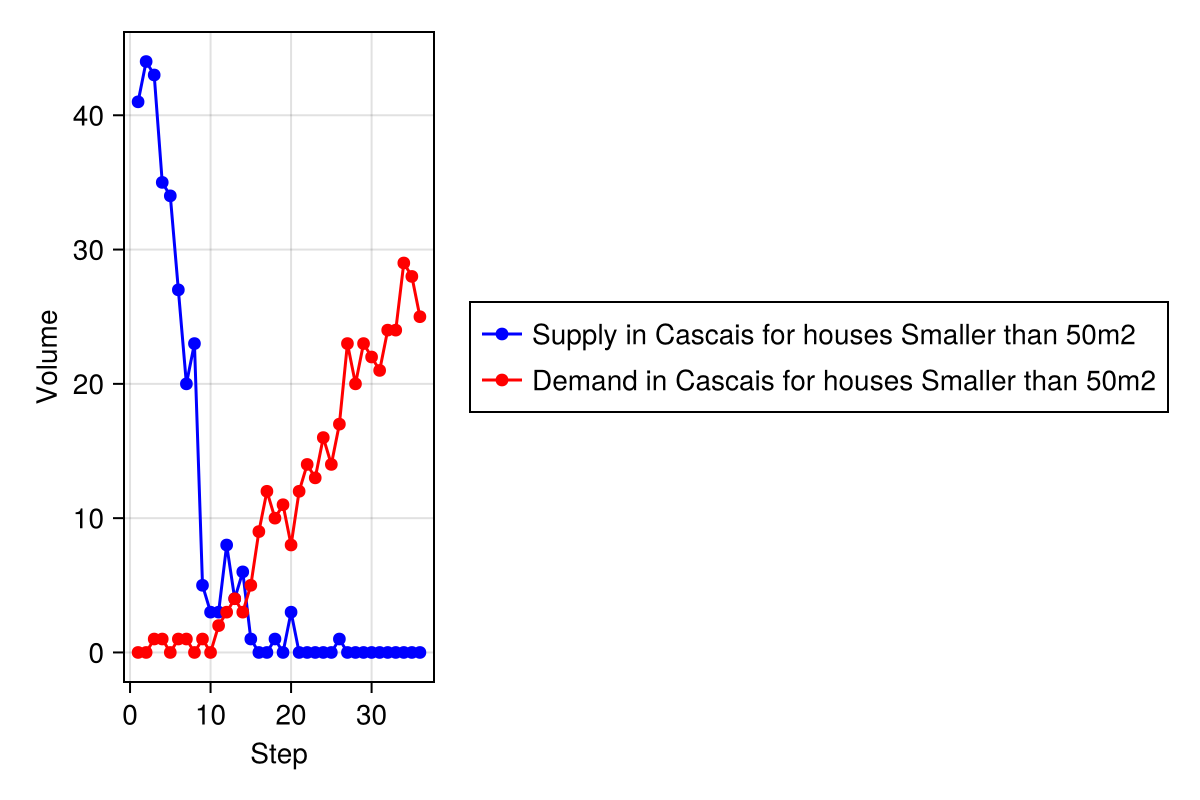 40
30
20
10
0
Volume
0 10 20 30
Step
Supply in Cascais for houses Smaller than 50m2
Demand in Cascais for houses Smaller than 50m2